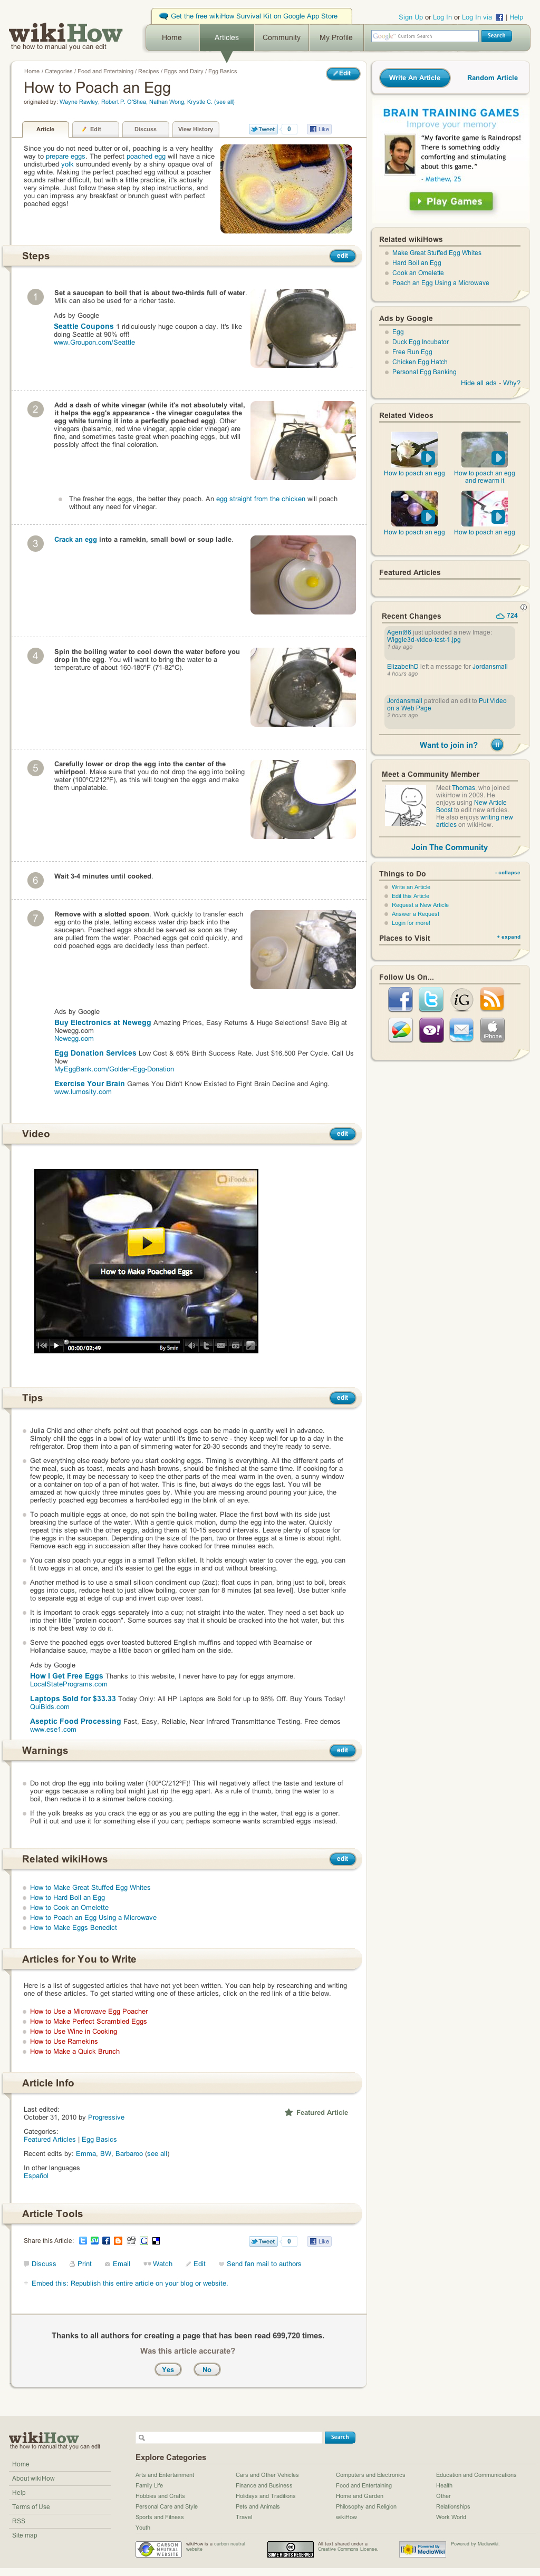 Get the free wikiHow Survival Kit on Google App Store
Sign Up or Log In or Log In via | Help
wikiHow
the how to manual you can edit
Home
Articles
Community
My Profile
Google™ Custom Search
Search
Home / Categories / Food and Entertaining / Recipes / Eggs and Dairy / Egg Basics
Edit
How to Poach an Egg
originated by: Wayne Rawley, Robert P. O'Shea, Nathan Wong, Krystle C. (see all)
Article
Edit
Discuss
View History
Tweet
0
Like
Since you do not need butter or oil, poaching is a very healthy
way to prepare eggs. The perfect poached egg will have a nice
undisturbed yolk surrounded evenly by a shiny opaque oval of
egg white. Making the perfect egg poached without a poacher
sounds rather difficult, but with a little practice, it's actually
very simple. Just follow these step by step instructions, and
you can impress any breakfast or brunch guest with perfect
poached eggs!
Steps
edit
1
Set a saucepan to boil that is about two-thirds full of water.
Milk can also be used for a richer taste.
Ads by Google
Seattle Coupons 1 ridiculously huge coupon a day. It's like
doing Seattle at 90% off!
www.Groupon.com/Seattle
2
Add a dash of white vinegar (while it's not absolutely vital,
it helps the egg's appearance - the vinegar coagulates the
egg white turning it into a perfectly poached egg). Other
vinegars (balsamic, red wine vinegar, apple cider vinegar) are
fine, and sometimes taste great when poaching eggs, but will
possibly affect the final coloration.
The fresher the eggs, the better they poach. An egg straight from the chicken will poach
without any need for vinegar.
3
Crack an egg into a ramekin, small bowl or soup ladle.
4
Spin the boiling water to cool down the water before you
drop in the egg. You will want to bring the water to a
temperature of about 160-180ºF (71-82ºC).
5
Carefully lower or drop the egg into the center of the
whirlpool. Make sure that you do not drop the egg into boiling
water (100ºC/212ºF), as this will toughen the eggs and make
them unpalatable.
6
Wait 3-4 minutes until cooked.
7
Remove with a slotted spoon. Work quickly to transfer each
egg onto the plate, letting excess water drip back into the
saucepan. Poached eggs should be served as soon as they
are pulled from the water. Poached eggs get cold quickly, and
cold poached eggs are decidedly less than perfect.
Ads by Google
Buy Electronics at Newegg Amazing Prices, Easy Returns & Huge Selections! Save Big at
Newegg.com
Newegg.com
Egg Donation Services Low Cost & 65% Birth Success Rate. Just $16,500 Per Cycle. Call Us
Now
MyEggBank.com/Golden-Egg-Donation
Exercise Your Brain Games You Didn't Know Existed to Fight Brain Decline and Aging.
www.lumosity.com
Video
edit
iFoods.tv
How to Make Poached Eggs
00:00/02:49
By 5min
Tips
edit
Julia Child and other chefs point out that poached eggs can be made in quantity well in advance.
Simply chill the eggs in a bowl of icy water until it's time to serve - they keep well for up to a day in the
refrigerator. Drop them into a pan of simmering water for 20-30 seconds and they're ready to serve.
Get everything else ready before you start cooking eggs. Timing is everything. All the different parts of
the meal, such as toast, meats and hash browns, should be finished at the same time. If cooking for a
few people, it may be necessary to keep the other parts of the meal warm in the oven, a sunny window
or a container on top of a pan of hot water. This is fine, but always do the eggs last. You will be
amazed at how quickly three minutes goes by. While you are messing around pouring your juice, the
perfectly poached egg becomes a hard-boiled egg in the blink of an eye.
To poach multiple eggs at once, do not spin the boiling water. Place the first bowl with its side just
breaking the surface of the water. With a gentle quick motion, dump the egg into the water. Quickly
repeat this step with the other eggs, adding them at 10-15 second intervals. Leave plenty of space for
the eggs in the saucepan. Depending on the size of the pan, two or three eggs at a time is about right.
Remove each egg in succession after they have cooked for three minutes each.
You can also poach your eggs in a small Teflon skillet. It holds enough water to cover the egg, you can
fit two eggs in at once, and it's easier to get the eggs in and out without breaking.
Another method is to use a small silicon condiment cup (2oz); float cups in pan, bring just to boil, break
eggs into cups, reduce heat to just allow boiling, cover pan for 8 minutes [at sea level]. Use butter knife
to separate egg at edge of cup and invert cup over toast.
It is important to crack eggs separately into a cup; not straight into the water. They need a set back up
into their little "protein cocoon". Some sources say that it should be cracked into the hot water, but this
is not the best way to do it.
Serve the poached eggs over toasted buttered English muffins and topped with Bearnaise or
Hollandaise sauce, maybe a little bacon or grilled ham on the side.
Ads by Google
How I Get Free Eggs Thanks to this website, I never have to pay for eggs anymore.
LocalStatePrograms.com
Laptops Sold for $33.33 Today Only: All HP Laptops are Sold for up to 98% Off. Buy Yours Today!
QuiBids.com
Aseptic Food Processing Fast, Easy, Reliable, Near Infrared Transmittance Testing. Free demos
www.ese1.com
Warnings
edit
Do not drop the egg into boiling water (100ºC/212ºF)! This will negatively affect the taste and texture of
your eggs because a rolling boil might just rip the egg apart. As a rule of thumb, bring the water to a
boil, then reduce it to a simmer before cooking.
If the yolk breaks as you crack the egg or as you are putting the egg in the water, that egg is a goner.
Pull it out and use it for something else if you can; perhaps someone wants scrambled eggs instead.
Related wikiHows
edit
How to Make Great Stuffed Egg Whites
How to Hard Boil an Egg
How to Cook an Omelette
How to Poach an Egg Using a Microwave
How to Make Eggs Benedict
Articles for You to Write
Here is a list of suggested articles that have not yet been written. You can help by researching and writing
one of these articles. To get started writing one of these articles, click on the red link of a title below.
How to Use a Microwave Egg Poacher
How to Make Perfect Scrambled Eggs
How to Use Wine in Cooking
How to Use Ramekins
How to Make a Quick Brunch
Article Info
Last edited:
October 31, 2010 by Progressive
Featured Article
Categories:
Featured Articles | Egg Basics
Recent edits by: Emma, BW, Barbaroo (see all)
In other languages
Español
Article Tools
Share this Article:
Tweet
0
Like
Discuss
Print
Email
Watch
Edit
Send fan mail to authors
Embed this: Republish this entire article on your blog or website.
Thanks to all authors for creating a page that has been read 699,720 times.
Was this article accurate?
Yes
No
Write An Article
Random Article
BRAIN TRAINING GAMES
Improve your memory
"My favorite game is Raindrops!
There is something oddly
comforting and stimulating
about this game."
- Mathew, 25
Play Games
Related wikiHows
Make Great Stuffed Egg Whites
Hard Boil an Egg
Cook an Omelette
Poach an Egg Using a Microwave
Ads by Google
Egg
Duck Egg Incubator
Free Run Egg
Chicken Egg Hatch
Personal Egg Banking
Hide all ads - Why?
Related Videos
How to poach an egg
How to poach an egg
and rewarm it
How to poach an egg
How to poach an egg
Featured Articles
Recent Changes
724
Agent86 just uploaded a new image:
Wiggle3d-video-test-1.jpg
1 day ago
ElizabethD left a message for Jordansmall
4 hours ago
Jordansmall patrolled an edit to Put Video
on a Web Page
2 hours ago
Want to join in?
Meet a Community Member
Meet Thomas, who joined
wikiHow in 2009. He
enjoys using New Article
Boost to edit new articles.
He also enjoys writing new
articles on wikiHow.
Join The Community
Things to Do
- collapse
Write an Article
Edit this Article
Request a New Article
Answer a Request
Login for more!
Places to Visit
+ expand
Follow Us On...
iG
Y!
iPhone
wikiHow
the how to manual that you can edit
Home
About wikiHow
Help
Terms of Use
RSS
Site map
Search
Explore Categories
Arts and Entertainment
Cars and Other Vehicles
Computers and Electronics
Education and Communications
Family Life
Finance and Business
Food and Entertaining
Health
Hobbies and Crafts
Holidays and Traditions
Home and Garden
Other
Personal Care and Style
Pets and Animals
Philosophy and Religion
Relationships
Sports and Fitness
Travel
wikiHow
Work World
Youth
CARBON NEUTRAL WEBSITE
wikiHow is a carbon neutral
website
SOME RIGHTS RESERVED
All text shared under a
Creative Commons License.
Powered By MediaWiki
Powered by Mediawiki.